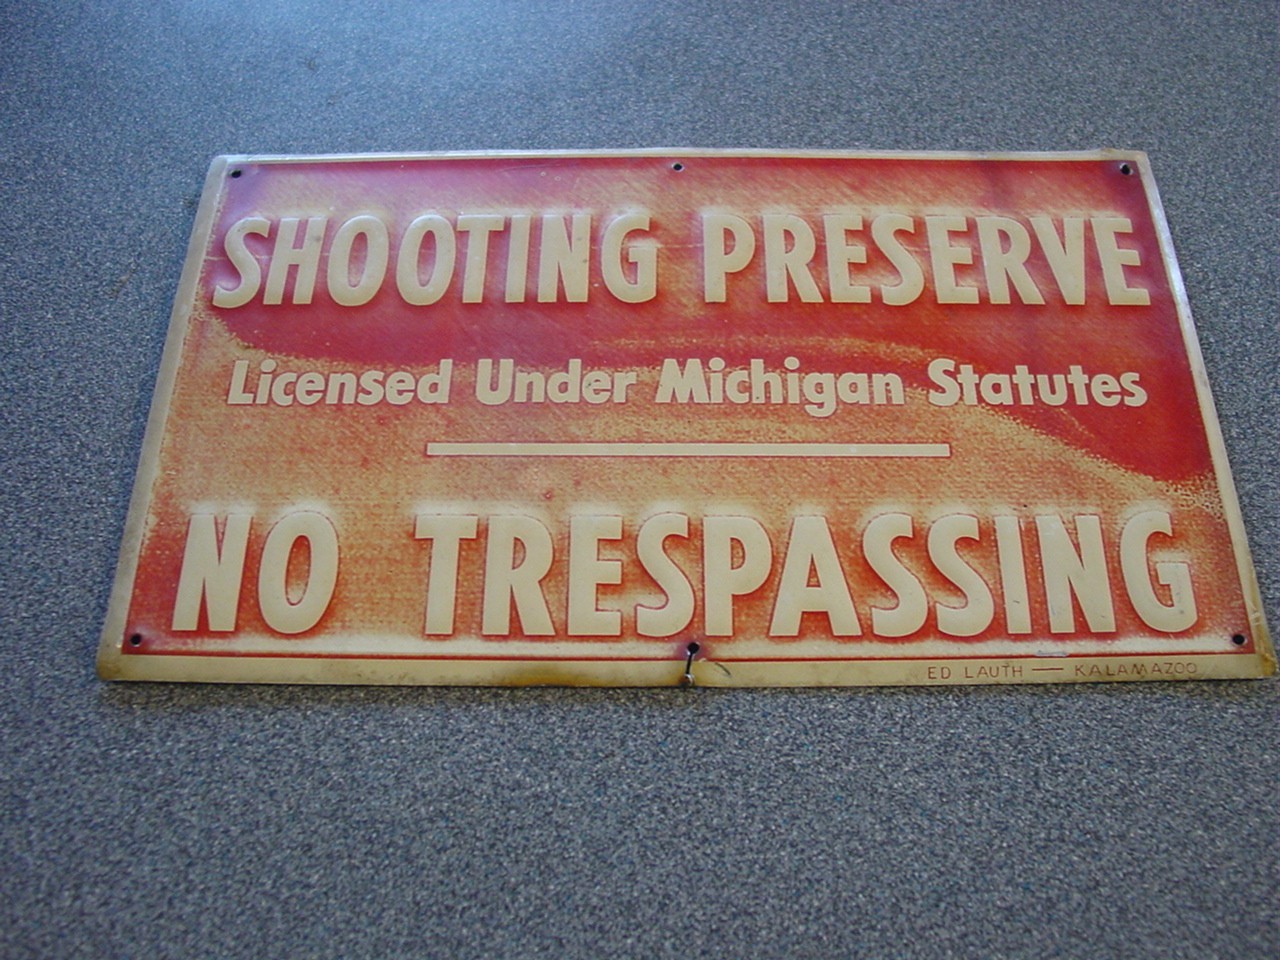 SHOOTING PRESERVE
Licensed Under Michigan Statutes
NO TRESPASSING
ED LAUTH — KALAMAZOO